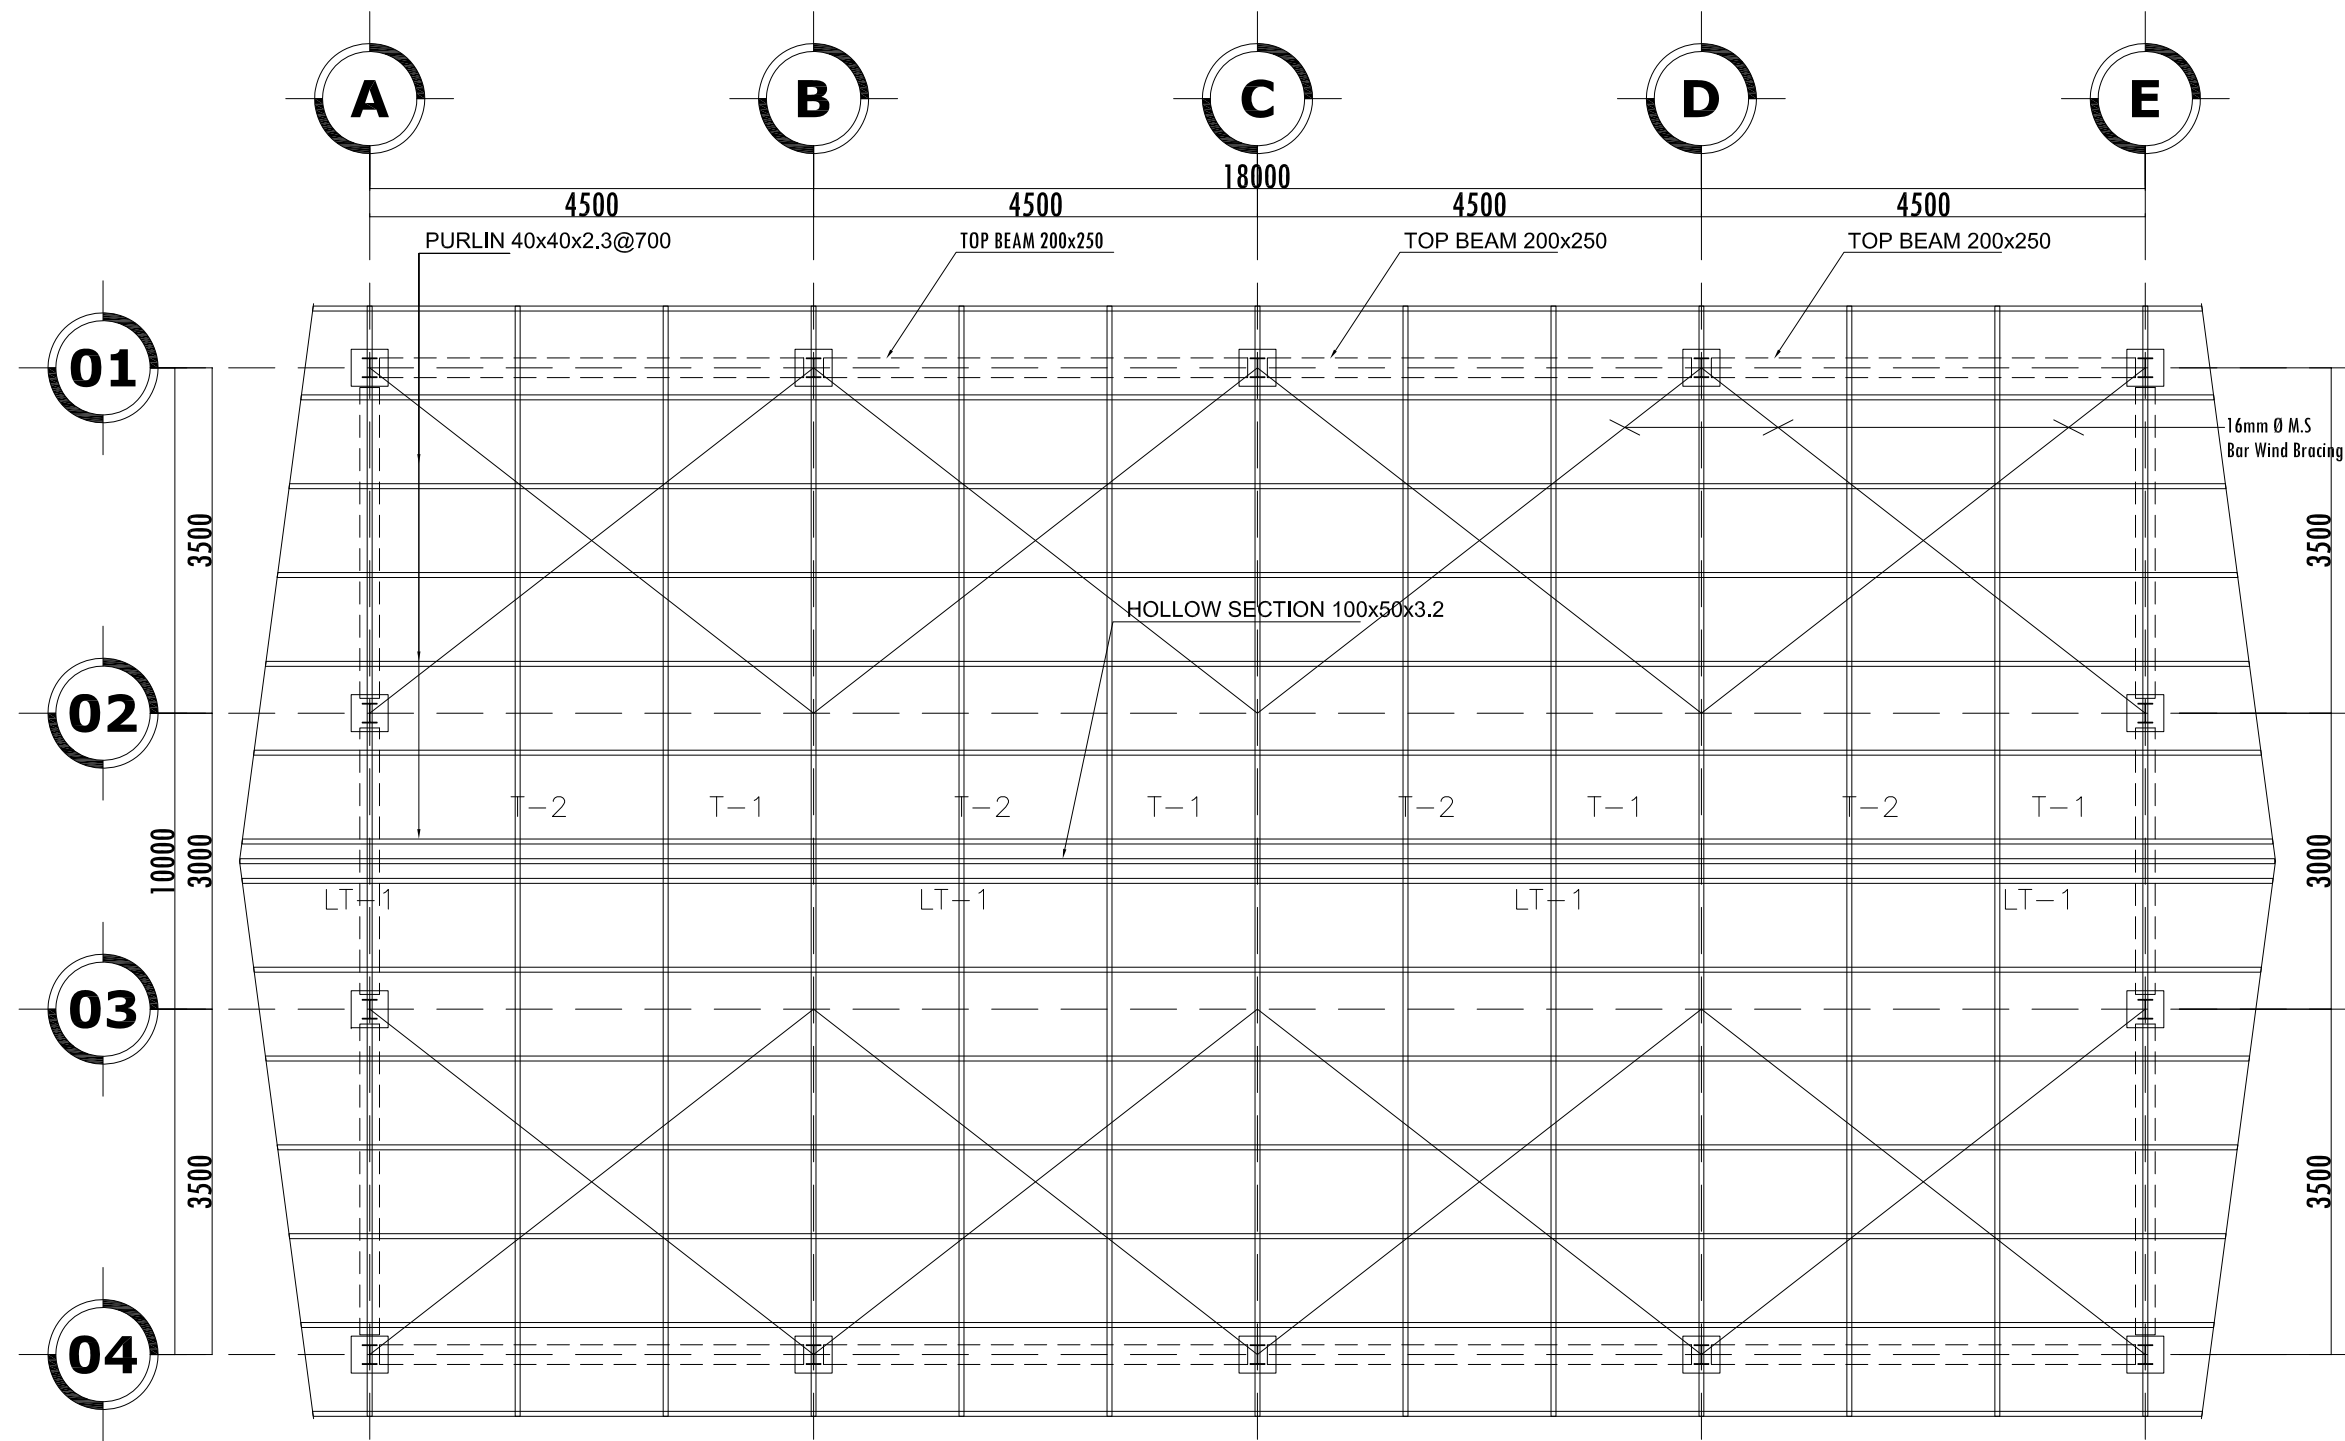 A B C D E
18000
4500 4500 4500 4500
PURLIN 40x40x2.3@700 TOP BEAM 200x250 TOP BEAM 200x250 TOP BEAM 200x250
01
16mm Ø M.S
Bar Wind Bracing
3500 3500
HOLLOW SECTION 100x50x3.2
02
T-2 T-1 T-2 T-1 T-2 T-1 T-2 T-1
10000 3000 3000
LT-1 LT-1 LT-1 LT-1
03
3500 3500
04